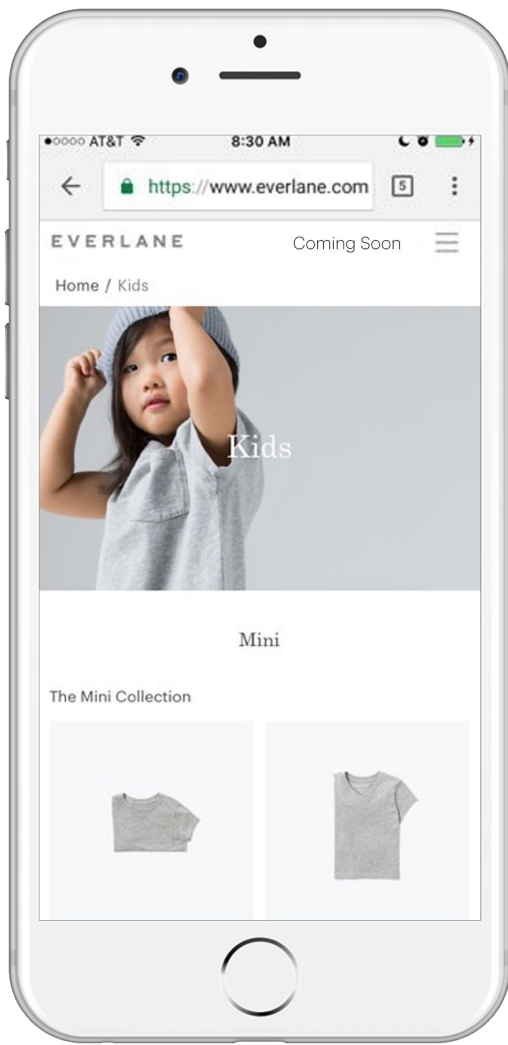 ●○○○○ AT&T 8:30 AM
https://www.everlane.com 5
EVERLANE Coming Soon
Home / Kids
Kids
Mini
The Mini Collection